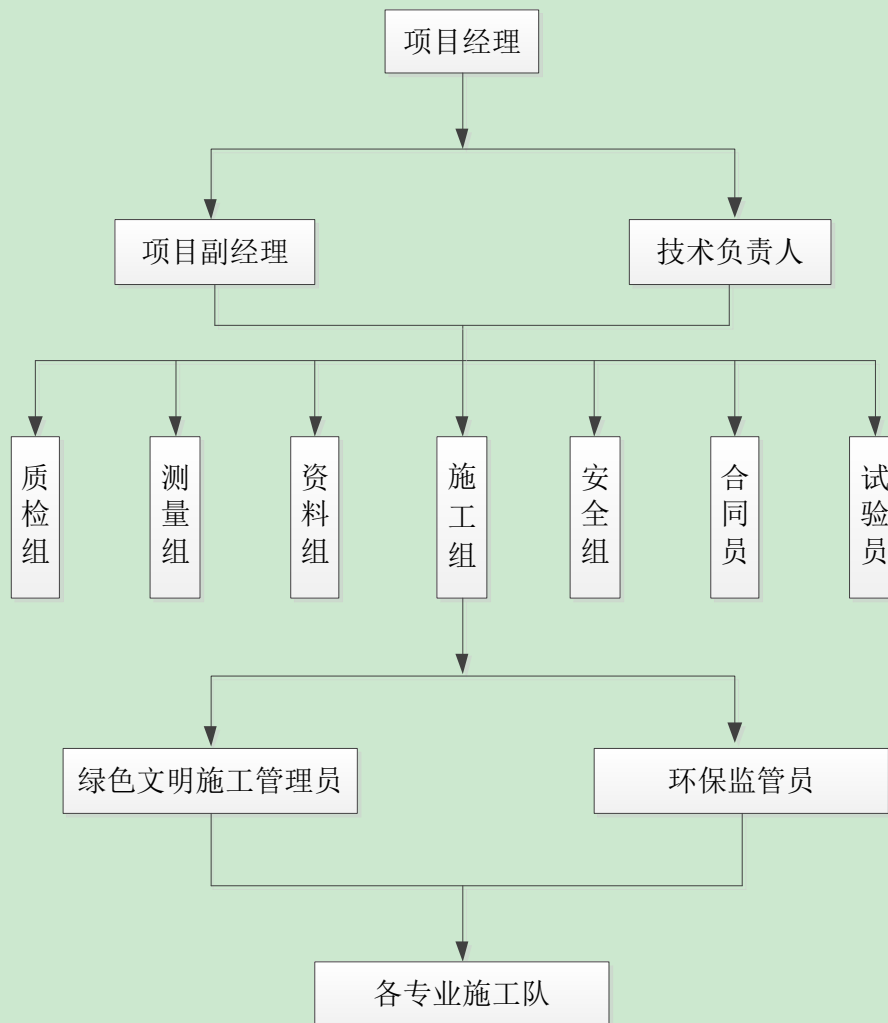 项目经理
项目副经理
技术负责人
质检组
测量组
资料组
施工组
安全组
合同员
试验员
绿色文明施工管理员
环保监管员
各专业施工队